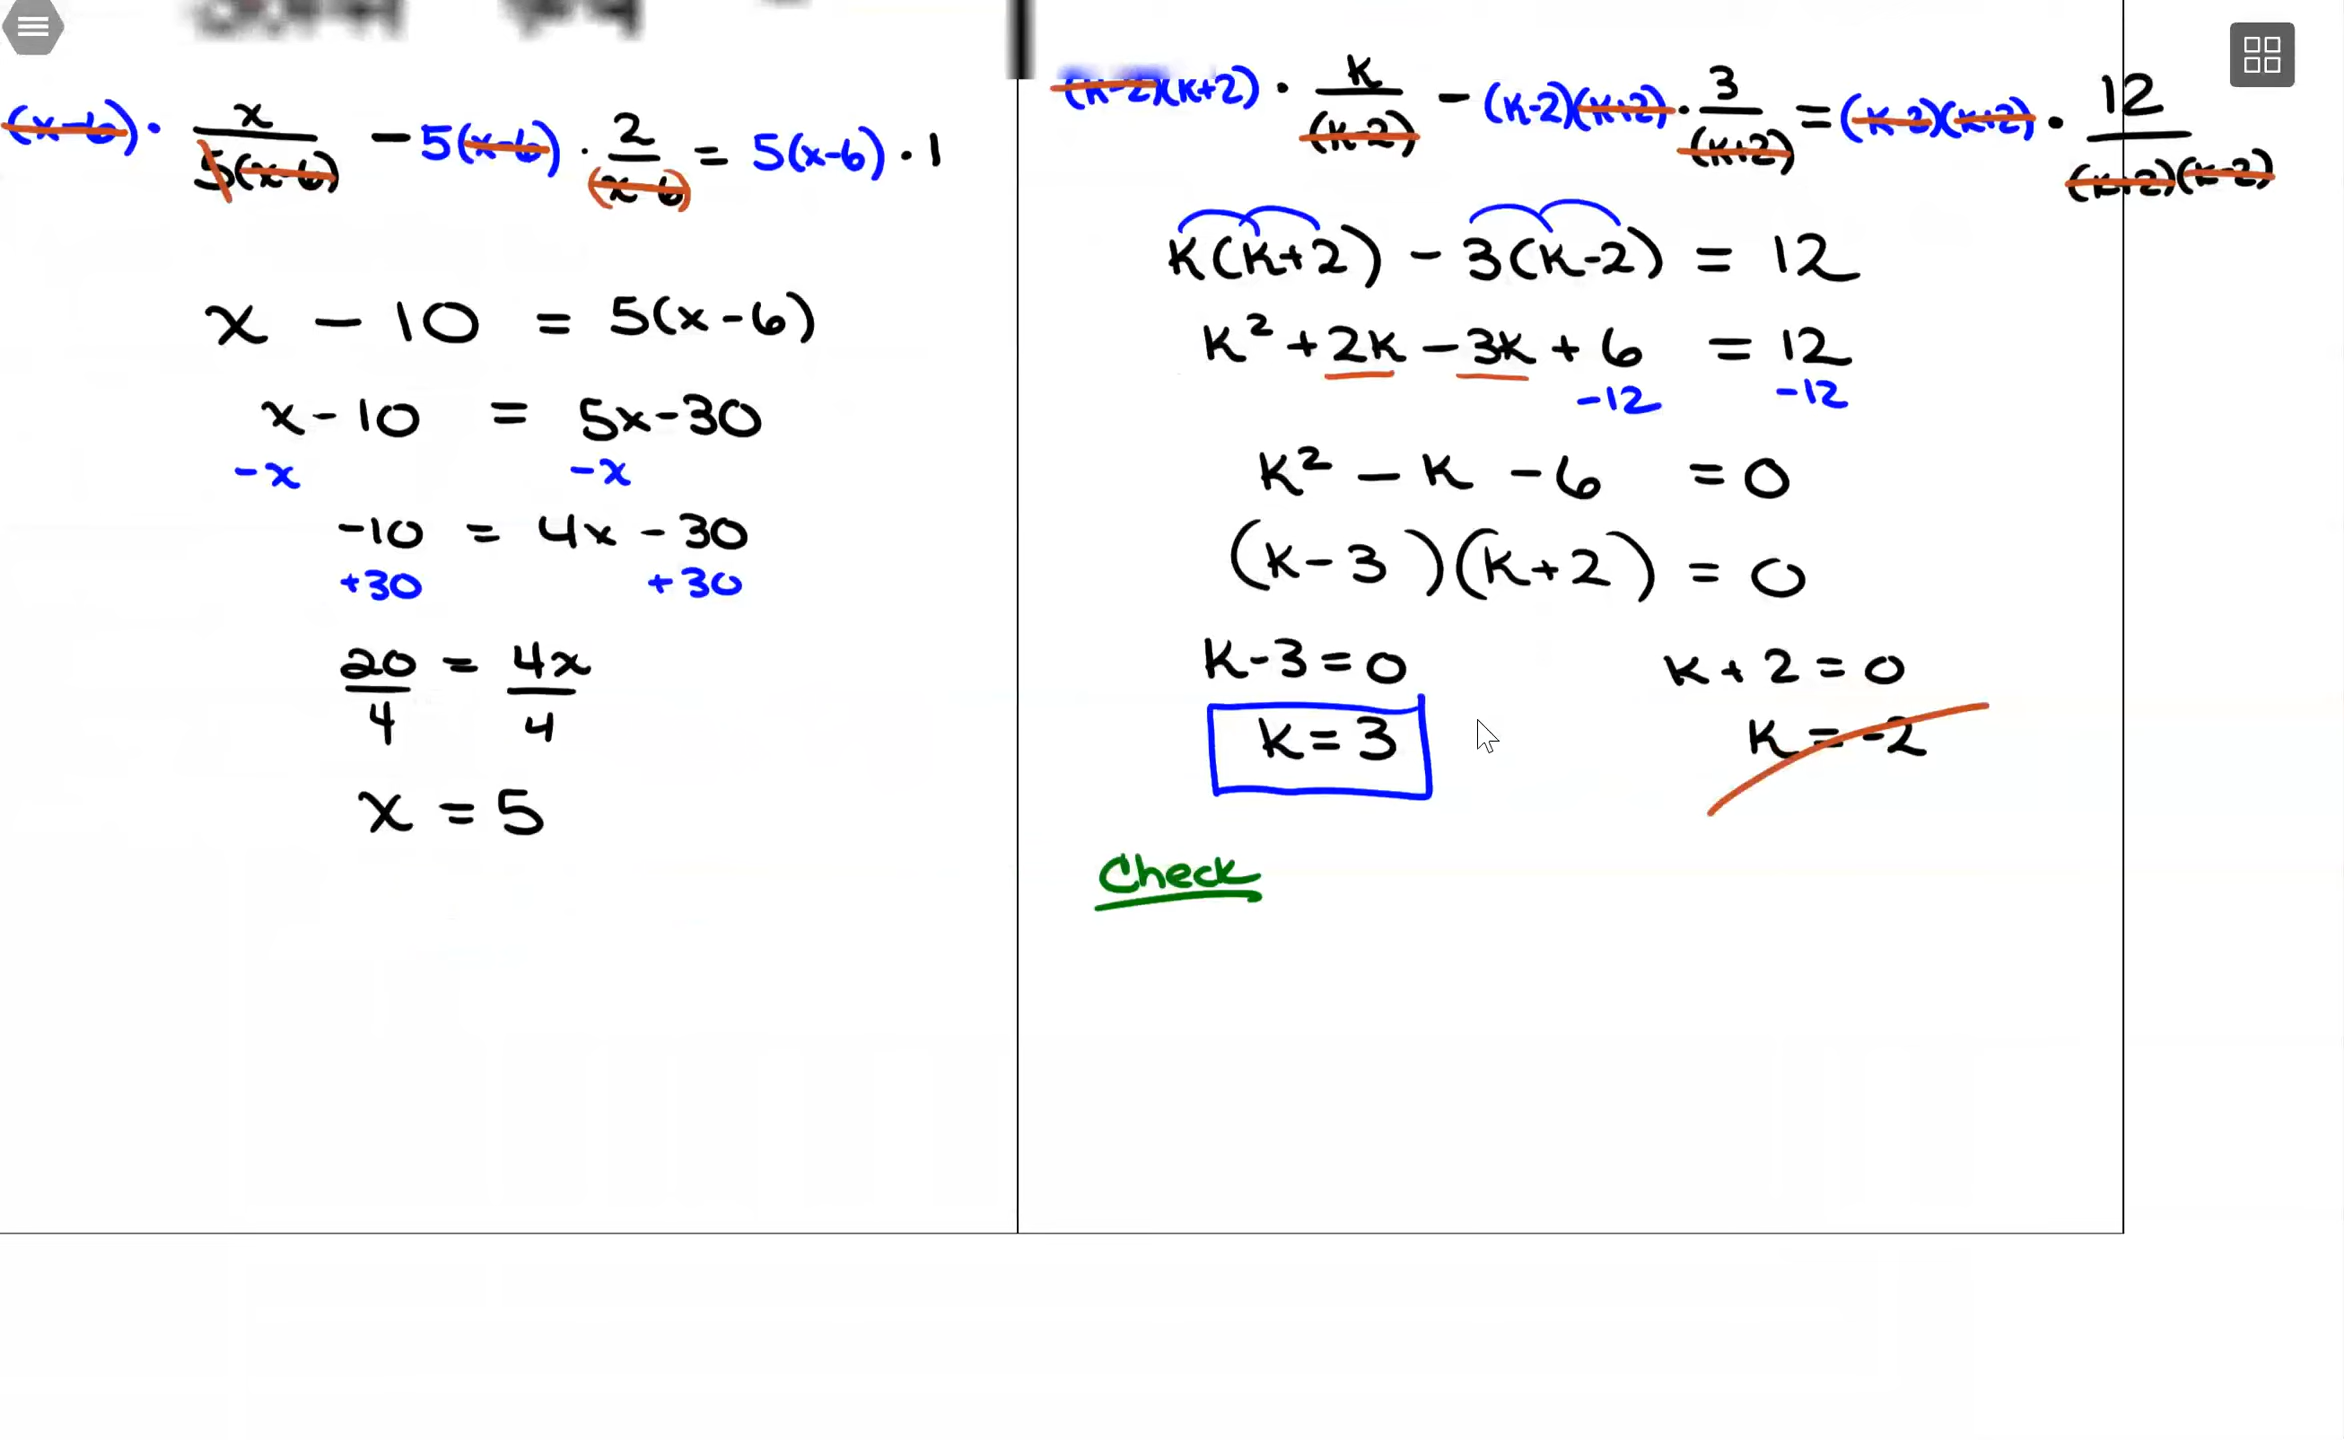 (x-6) · x/5(x-6) - 5(x-6) · 2/(x-6) = 5(x-6) · 1
x - 10 = 5(x-6)
x-10 = 5x-30
-x -x
-10 = 4x - 30
+30 +30
20/4 = 4x/4
x = 5
(k-2)(k+2) · k/(k-2) - (k-2)(k+2) · 3/(k+2) = (k-2)(k+2) · 12/(k+2)(k-2)
k(k+2) - 3(k-2) = 12
k² + 2k - 3k + 6 = 12
-12 -12
k² - k - 6 = 0
(k-3)(k+2) = 0
k-3=0 k+2=0
k=3 k=-2
Check